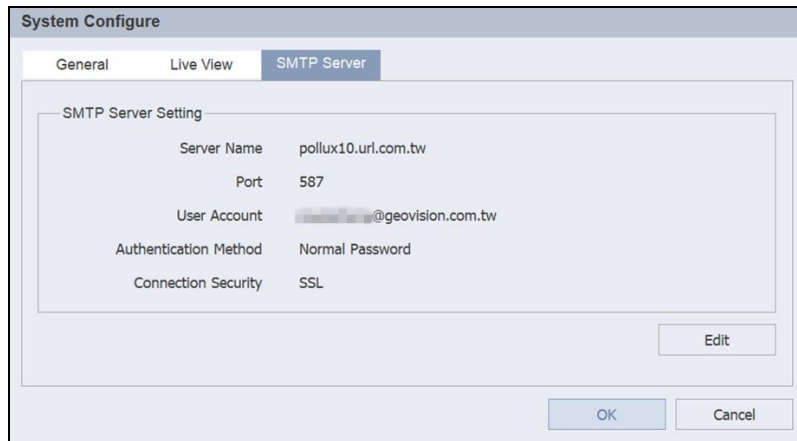 System Configure
General Live View SMTP Server
SMTP Server Setting
Server Name pollux10.url.com.tw
Port 587
User Account @geovision.com.tw
Authentication Method Normal Password
Connection Security SSL
Edit
OK Cancel